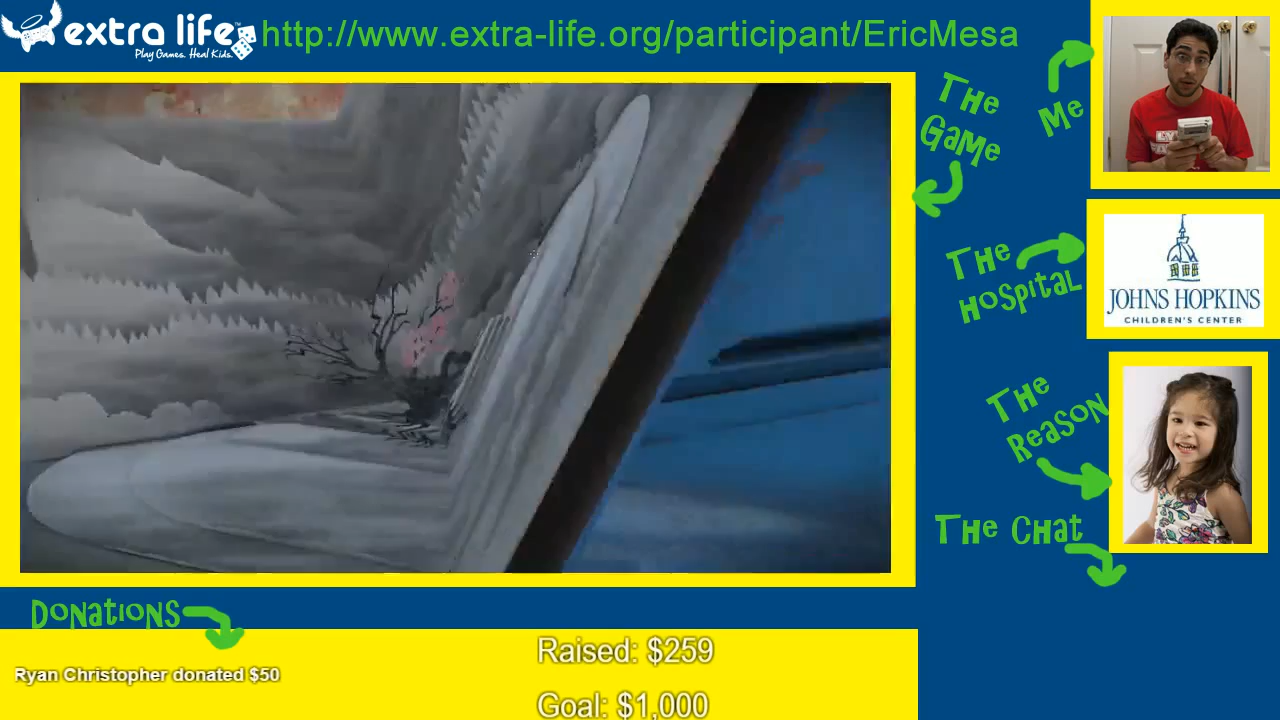 extra life
Play Games. Heal Kids.
http://www.extra-life.org/participant/EricMesa
The Game
Me
The Hospital
JOHNS HOPKINS
CHILDREN'S CENTER
The Reason
The Chat
Donations
Ryan Christopher donated $50
Raised: $259
Goal: $1,000